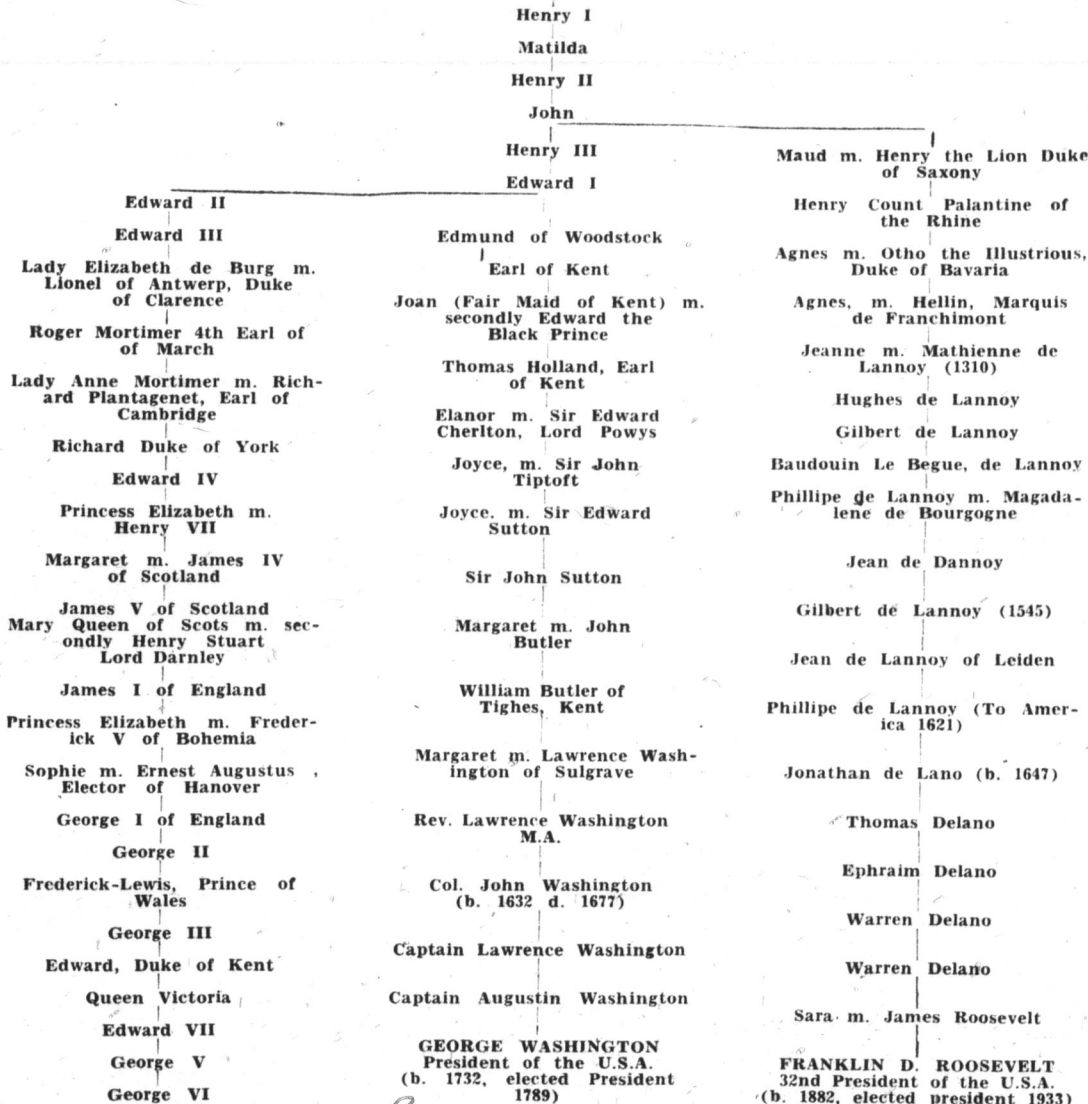 Henry I
Matilda
Henry II
John
Henry III
Edward I
Edward II
Edward III
Lady Elizabeth de Burg m.
Lionel of Antwerp, Duke
of Clarence
Roger Mortimer 4th Earl of
of March
Lady Anne Mortimer m. Rich-
ard Plantagenet, Earl of
Cambridge
Richard Duke of York
Edward IV
Princess Elizabeth m.
Henry VII
Margaret m. James IV
of Scotland
James V of Scotland
Mary Queen of Scots m. sec-
ondly Henry Stuart
Lord Darnley
James I of England
Princess Elizabeth m. Freder-
ick V of Bohemia
Sophie m. Ernest Augustus ,
Elector of Hanover
George I of England
George II
Frederick-Lewis, Prince of
Wales
George III
Edward, Duke of Kent
Queen Victoria
Edward VII
George V
George VI
Edmund of Woodstock
Earl of Kent
Joan (Fair Maid of Kent) m.
secondly Edward the
Black Prince
Thomas Holland, Earl
of Kent
Elanor m. Sir Edward
Cherlton, Lord Powys
Joyce, m. Sir John
Tiptoft
Joyce. m. Sir Edward
Sutton
Sir John Sutton
Margaret m. John
Butler
William Butler of
Tighes, Kent
Margaret m. Lawrence Wash-
ington of Sulgrave
Rev. Lawrence Washington
M.A.
Col. John Washington
(b. 1632 d. 1677)
Captain Lawrence Washington
Captain Augustin Washington
GEORGE WASHINGTON
President of the U.S.A.
(b. 1732, elected President
1789)
Maud m. Henry the Lion Duke
of Saxony
Henry Count Palantine of
the Rhine
Agnes m. Otho the Illustrious,
Duke of Bavaria
Agnes, m. Hellin, Marquis
de Franchimont
Jeanne m. Mathienne de
Lannoy (1310)
Hughes de Lannoy
Gilbert de Lannoy
Baudouin Le Begue, de Lannoy
Phillipe de Lannoy m. Magada-
lene de Bourgogne
Jean de Dannoy
Gilbert de Lannoy (1545)
Jean de Lannoy of Leiden
Phillipe de Lannoy (To Amer-
ica 1621)
Jonathan de Lano (b. 1647)
Thomas Delano
Ephraim Delano
Warren Delano
Warren Delano
Sara m. James Roosevelt
FRANKLIN D. ROOSEVELT
32nd President of the U.S.A.
(b. 1882, elected president 1933)